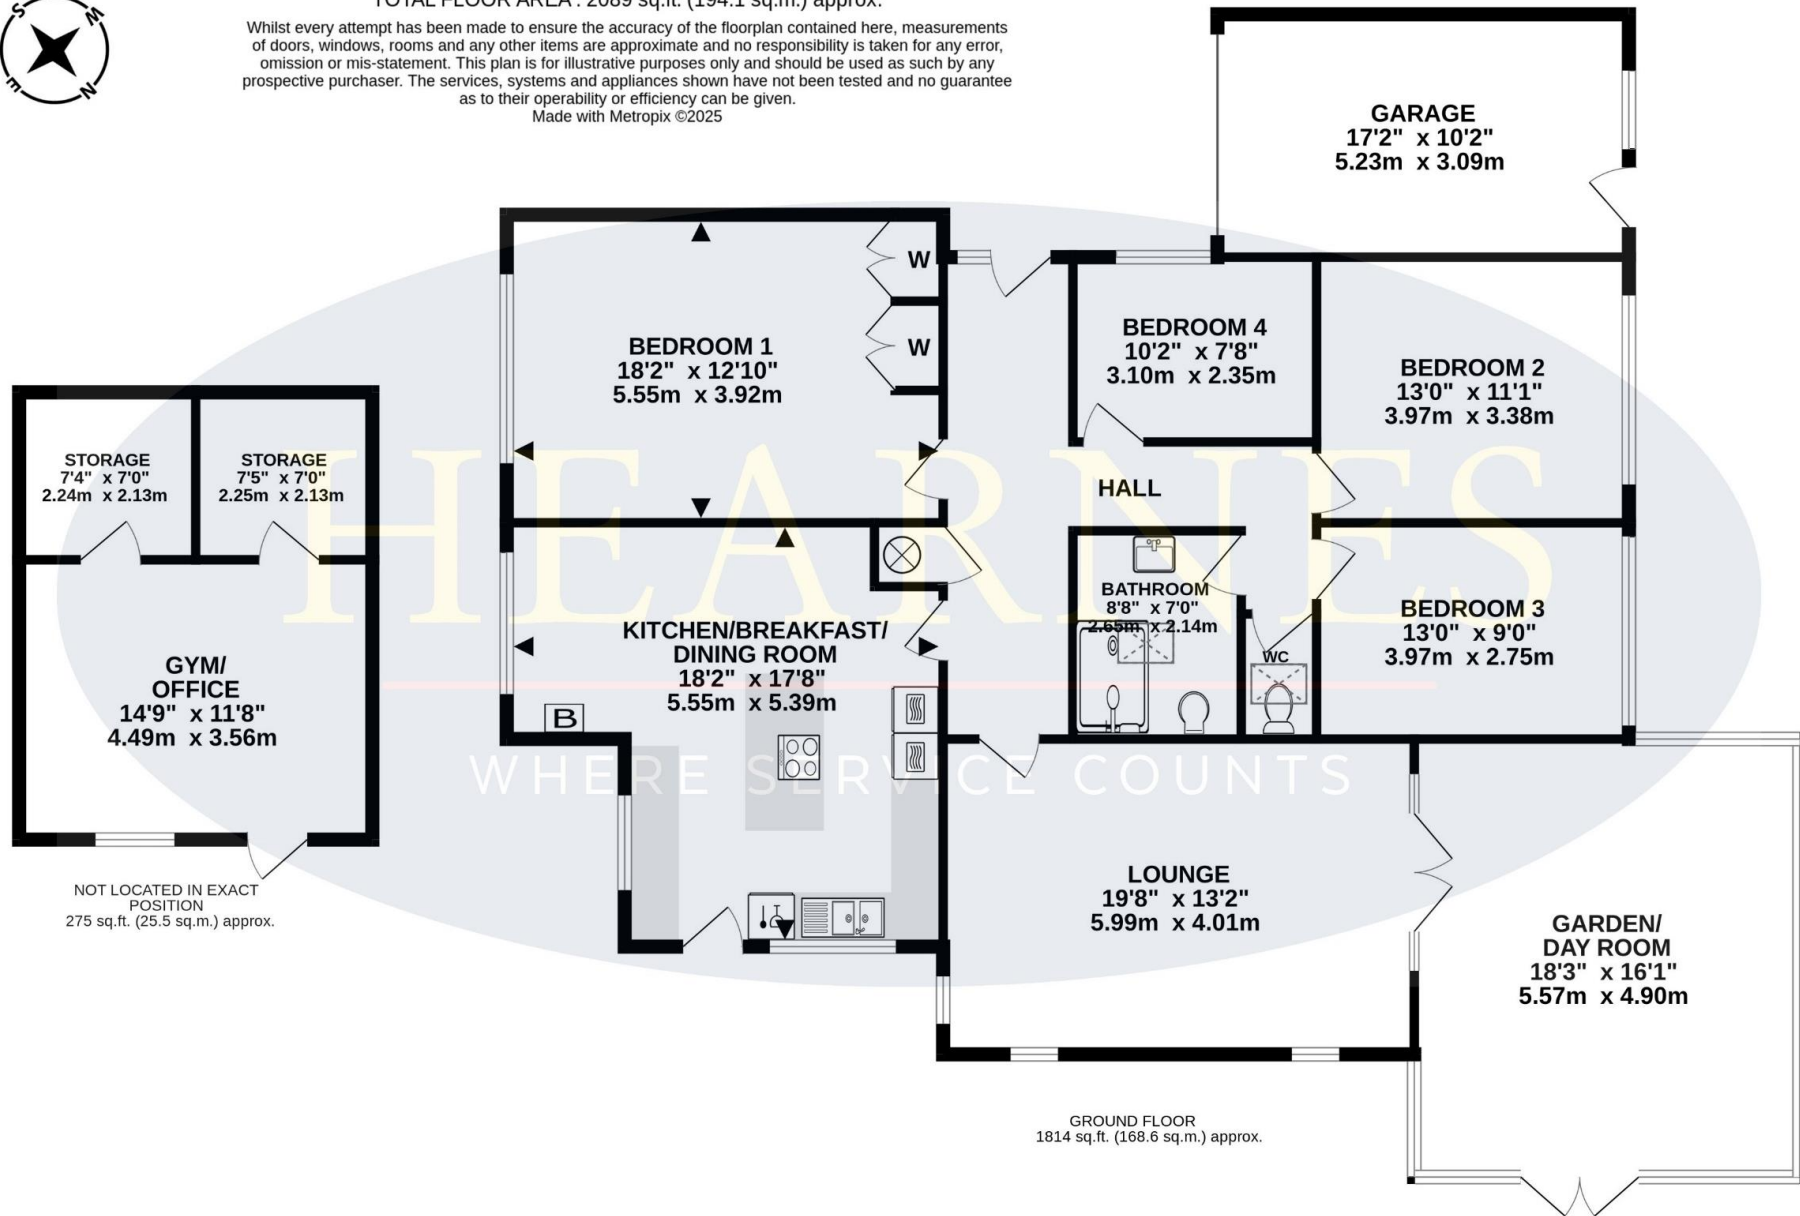 TOTAL FLOOR AREA : 2089 sq.ft. (194.1 sq.m.) approx.
Whilst every attempt has been made to ensure the accuracy of the floorplan contained here, measurements
of doors, windows, rooms and any other items are approximate and no responsibility is taken for any error,
omission or mis-statement. This plan is for illustrative purposes only and should be used as such by any
prospective purchaser. The services, systems and appliances shown have not been tested and no guarantee
as to their operability or efficiency can be given.
Made with Metropix ©2025
S
W
E
N
GARAGE
17'2" x 10'2"
5.23m x 3.09m
BEDROOM 1
18'2" x 12'10"
5.55m x 3.92m
W
W
BEDROOM 4
10'2" x 7'8"
3.10m x 2.35m
BEDROOM 2
13'0" x 11'1"
3.97m x 3.38m
STORAGE
7'4" x 7'0"
2.24m x 2.13m
STORAGE
7'5" x 7'0"
2.25m x 2.13m
HALL
HEARNES
WHERE SERVICE COUNTS
BATHROOM
8'8" x 7'0"
2.65m x 2.14m
WC
BEDROOM 3
13'0" x 9'0"
3.97m x 2.75m
KITCHEN/BREAKFAST/
DINING ROOM
18'2" x 17'8"
5.55m x 5.39m
B
GYM/
OFFICE
14'9" x 11'8"
4.49m x 3.56m
LOUNGE
19'8" x 13'2"
5.99m x 4.01m
GARDEN/
DAY ROOM
18'3" x 16'1"
5.57m x 4.90m
NOT LOCATED IN EXACT
POSITION
275 sq.ft. (25.5 sq.m.) approx.
GROUND FLOOR
1814 sq.ft. (168.6 sq.m.) approx.